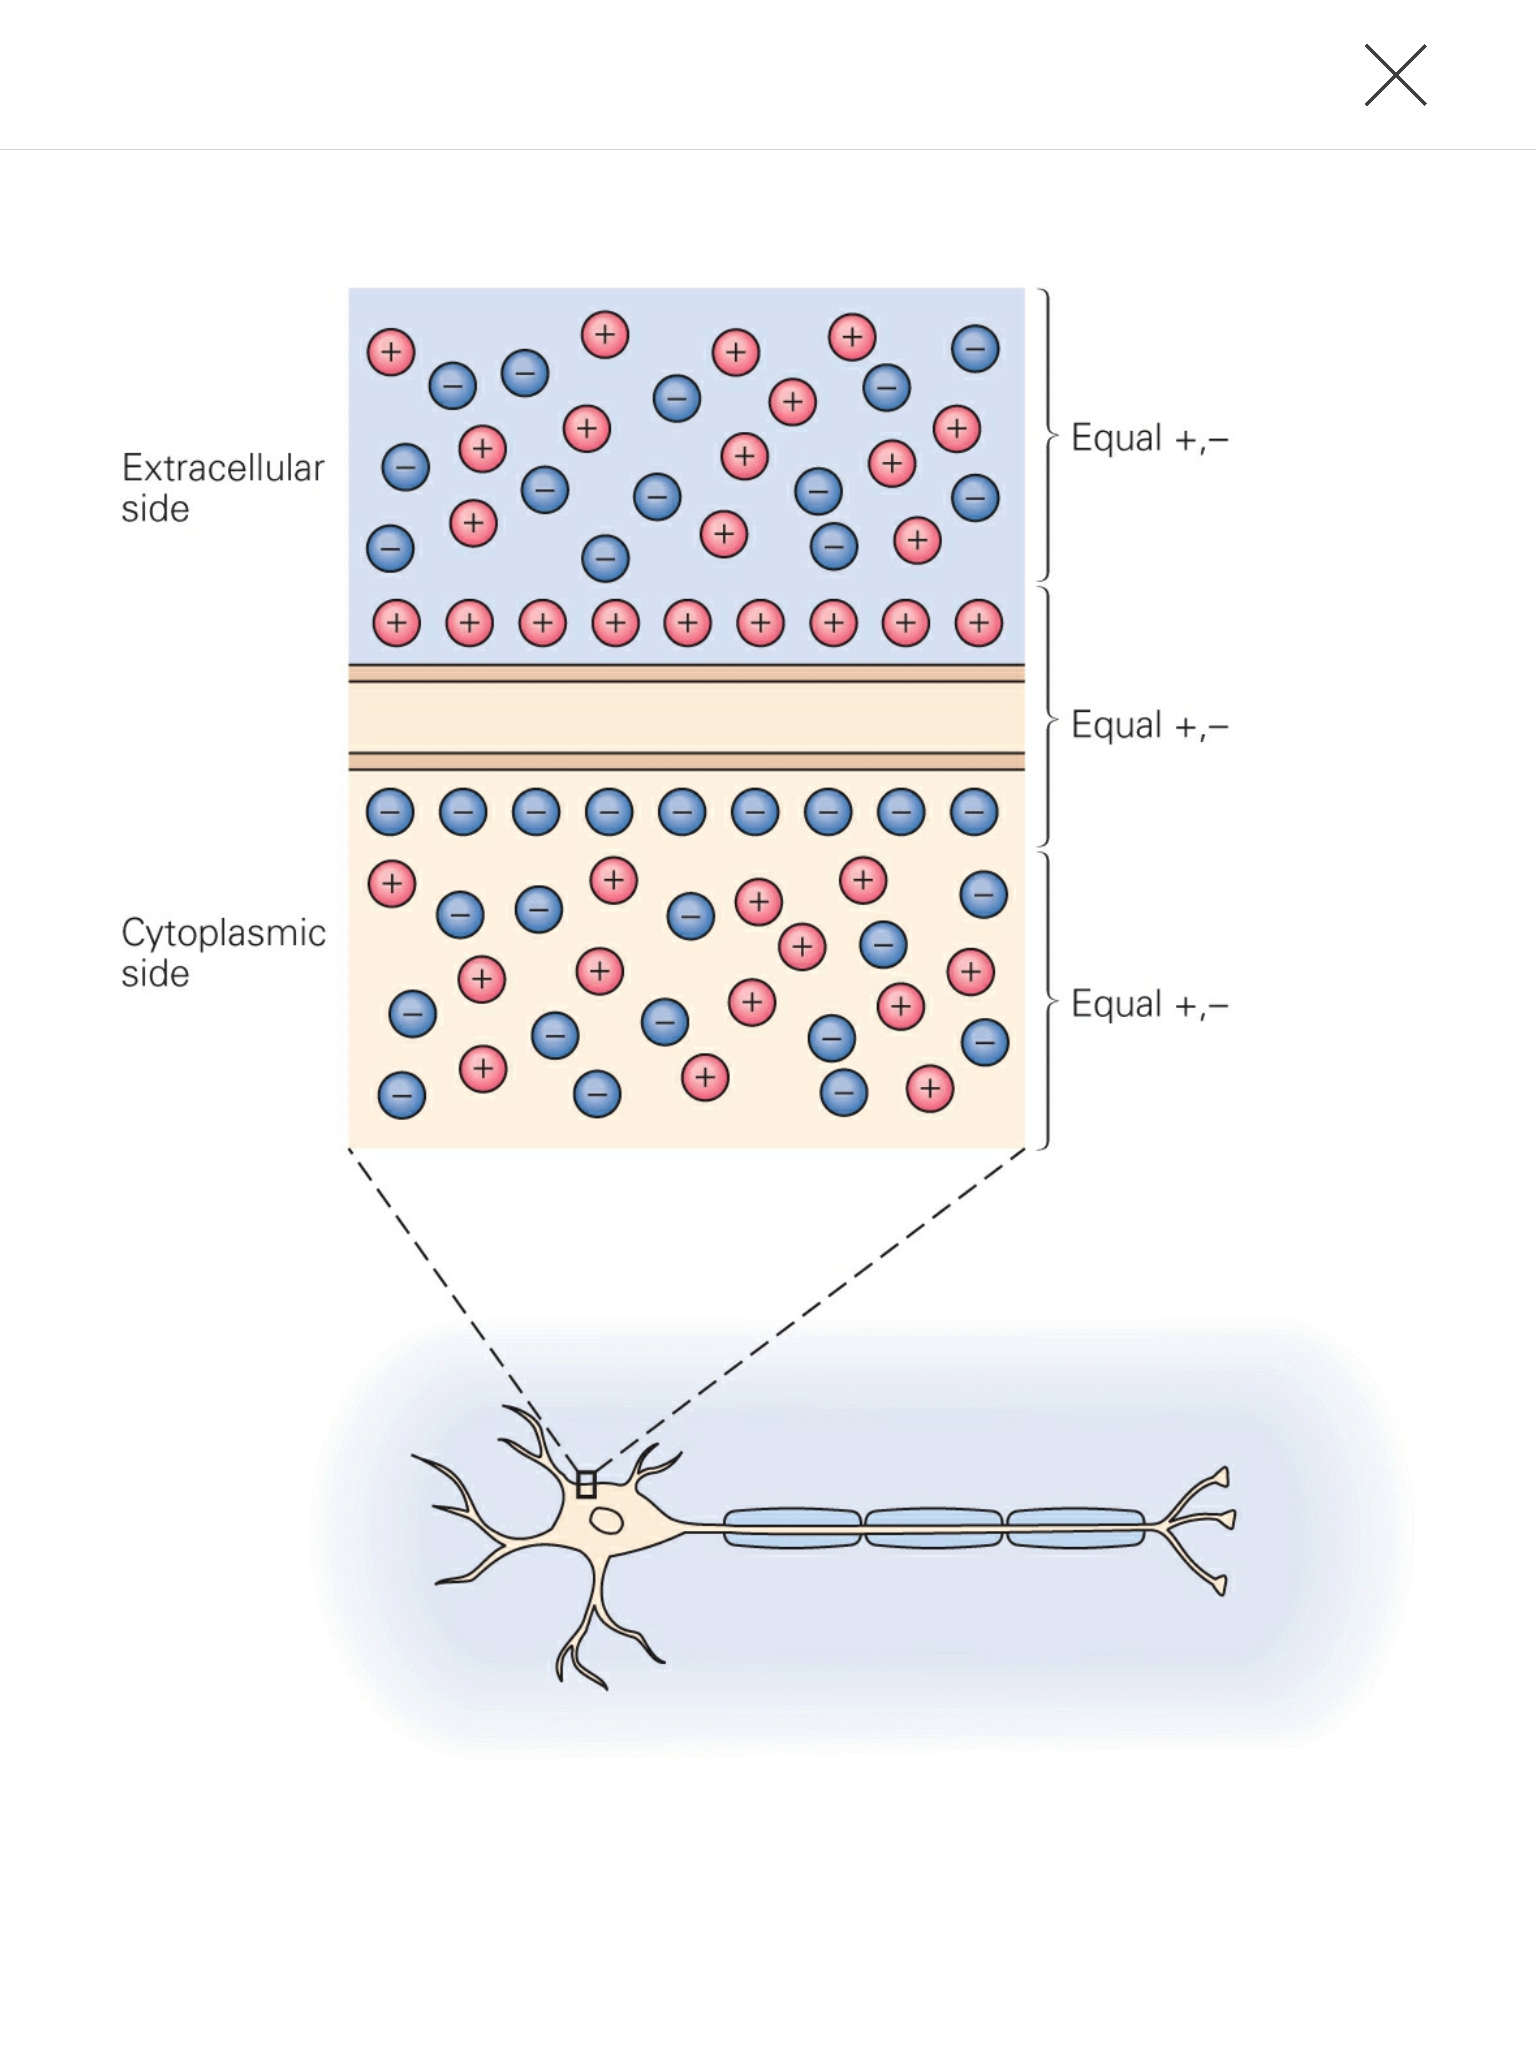 Equal +,−
Extracellular
side
Equal +,−
Cytoplasmic
side
Equal +,−